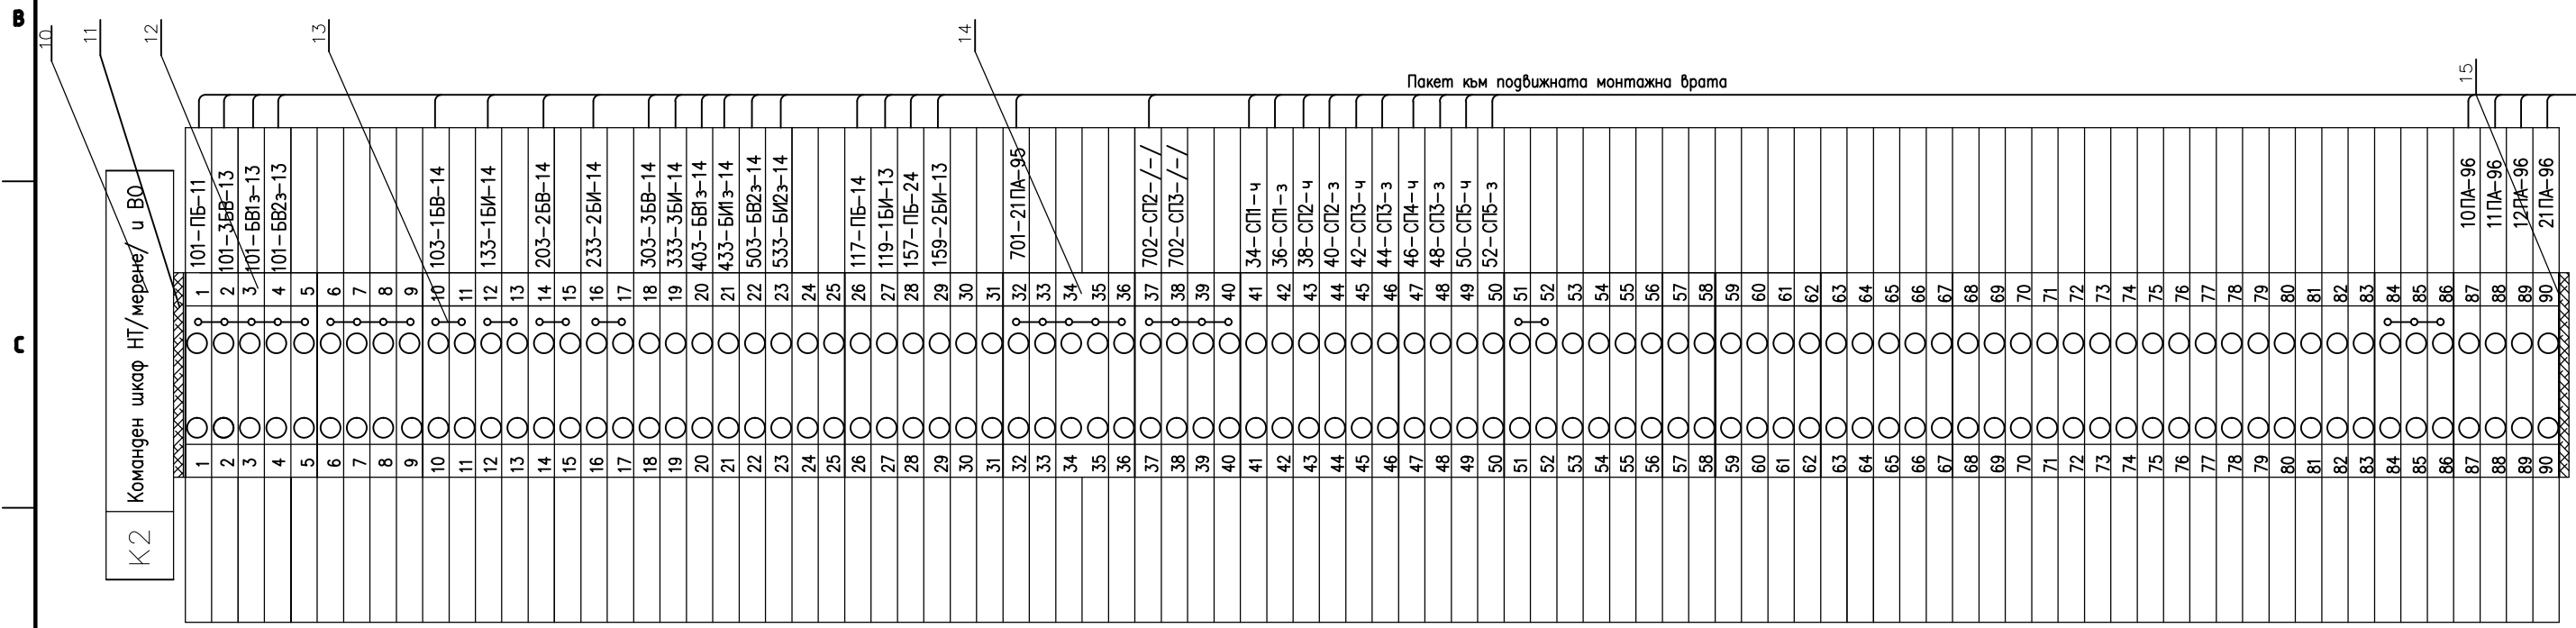 B
10
11
12
13
14
15
Пакет към подвижната монтажна врата
C
K2
Команден шкаф НТ/мерене/ и ВО
101-ПБ-11
101-3БВ-13
101-БВ1з-13
101-БВ2з-13
103-1БВ-14
133-1БИ-14
203-2БВ-14
233-2БИ-14
303-3БВ-14
333-3БИ-14
403-БВ1з-14
433-БИ1з-14
503-БВ2з-14
533-БИ2з-14
117-ПБ-14
119-1БИ-13
157-ПБ-24
159-2БИ-13
701-21ПА-95
702-СП2-/-/
702-СП3-/-/
34-СП1-ч
36-СП1-з
38-СП2-ч
40-СП2-з
42-СП3-ч
44-СП3-з
46-СП4-ч
48-СП3-з
50-СП5-ч
52-СП5-з
10ПА-96
11ПА-96
12ПА-96
21ПА-96
1 2 3 4 5 6 7 8 9 10 11 12 13 14 15 16 17 18 19 20 21 22 23 24 25 26 27 28 29 30 31 32 33 34 35 36 37 38 39 40 41 42 43 44 45 46 47 48 49 50 51 52 53 54 55 56 57 58 59 60 61 62 63 64 65 66 67 68 69 70 71 72 73 74 75 76 77 78 79 80 81 82 83 84 85 86 87 88 89 90
1 2 3 4 5 6 7 8 9 10 11 12 13 14 15 16 17 18 19 20 21 22 23 24 25 26 27 28 29 30 31 32 33 34 35 36 37 38 39 40 41 42 43 44 45 46 47 48 49 50 51 52 53 54 55 56 57 58 59 60 61 62 63 64 65 66 67 68 69 70 71 72 73 74 75 76 77 78 79 80 81 82 83 84 85 86 87 88 89 90